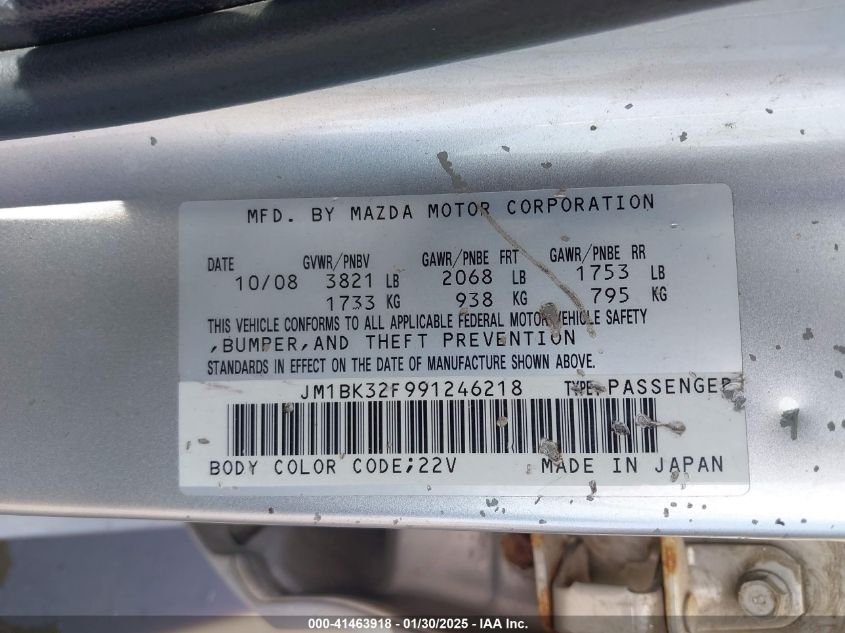 MFD. BY MAZDA MOTOR CORPORATION
DATE GVWR/PNBV GAWR/PNBE FRT GAWR/PNBE RR
10/08 3821 LB 2068 LB 1753 LB
1733 KG 938 KG 795 KG
THIS VEHICLE CONFORMS TO ALL APPLICABLE FEDERAL MOTOR VEHICLE SAFETY
,BUMPER,AND THEFT PREVENTION
STANDARDS IN EFFECT ON THE DATE OF MANUFACTURE SHOWN ABOVE.
JM1BK32F991246218 TYPE: PASSENGER
BODY COLOR CODE;22V MADE IN JAPAN
000-41463918 - 01/30/2025 - IAA Inc.